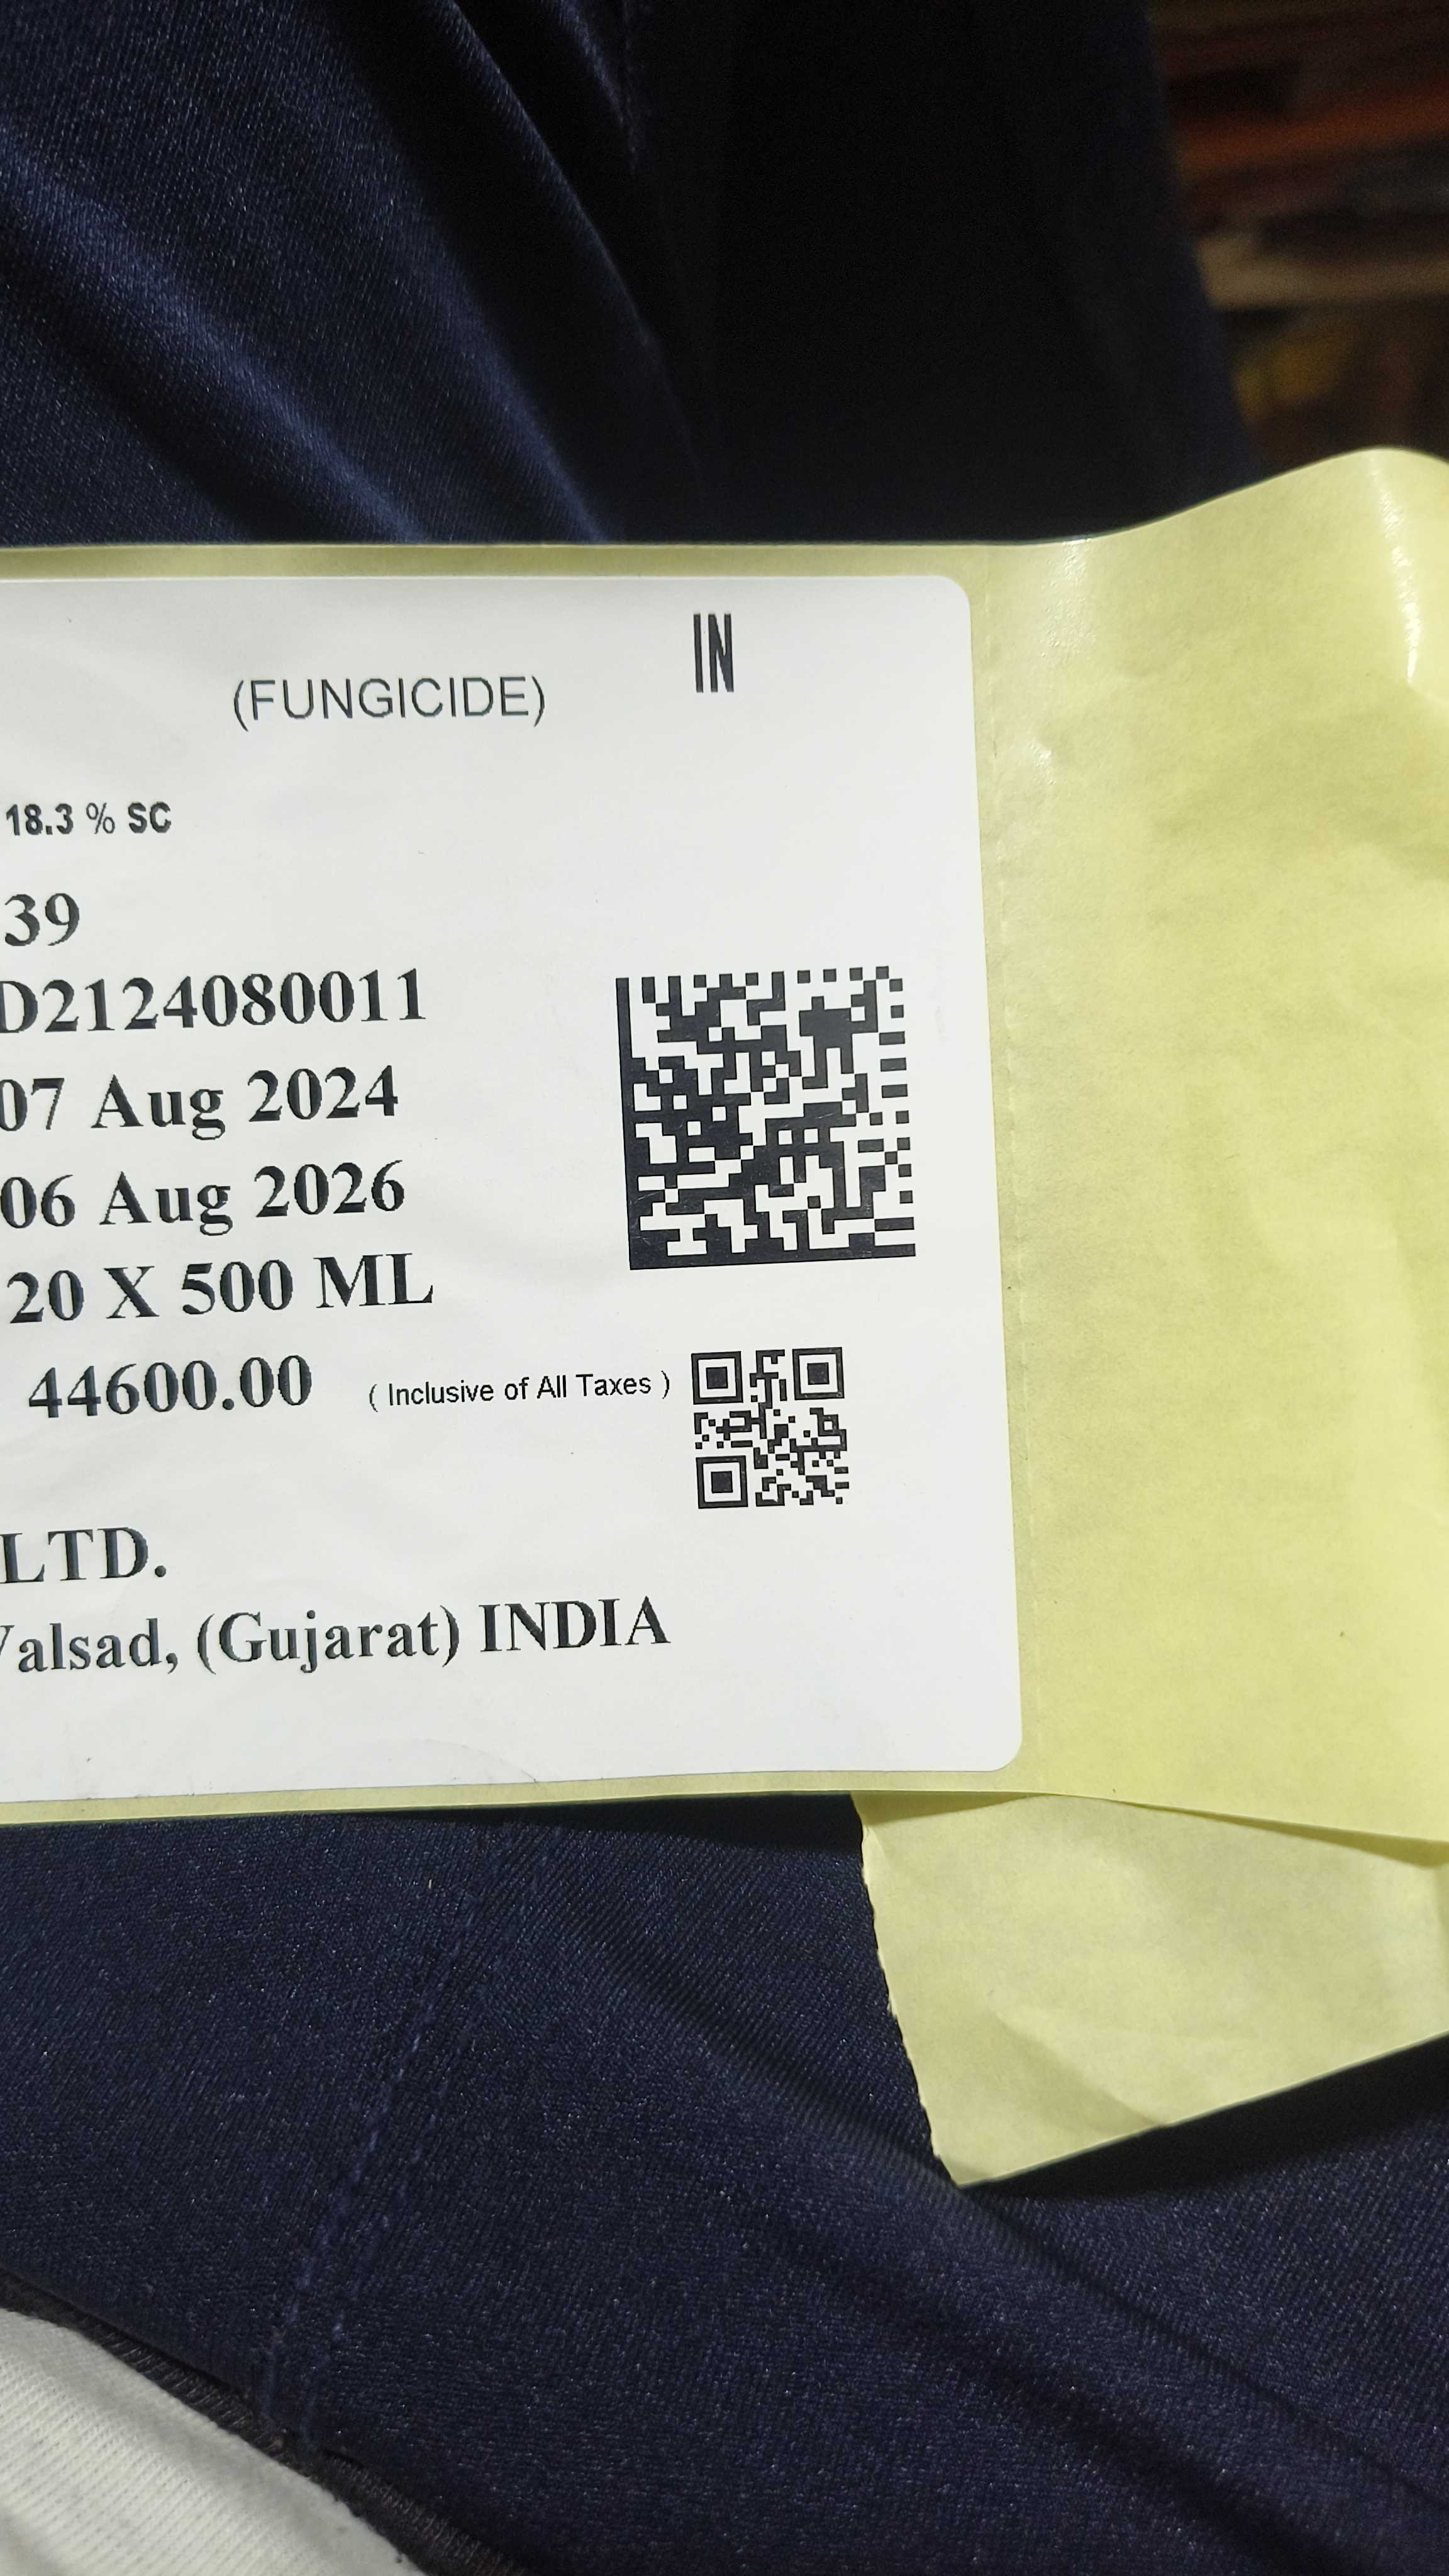 IN
(FUNGICIDE)
18.3 % SC
39
D2124080011
07 Aug 2024
06 Aug 2026
20 X 500 ML
44600.00 ( Inclusive of All Taxes )
LTD.
Valsad, (Gujarat) INDIA